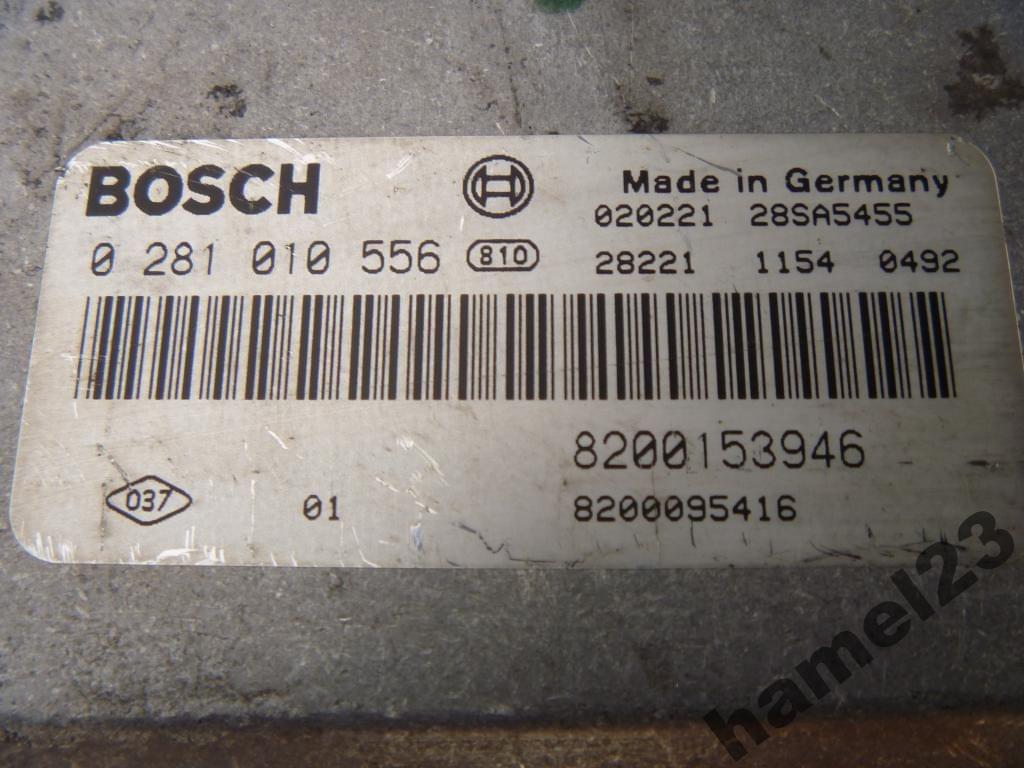 BOSCH
Made in Germany
020221 28SA5455
0 281 010 556 810
28221 1154 0492
8200153946
037 01 8200095416
hamel23